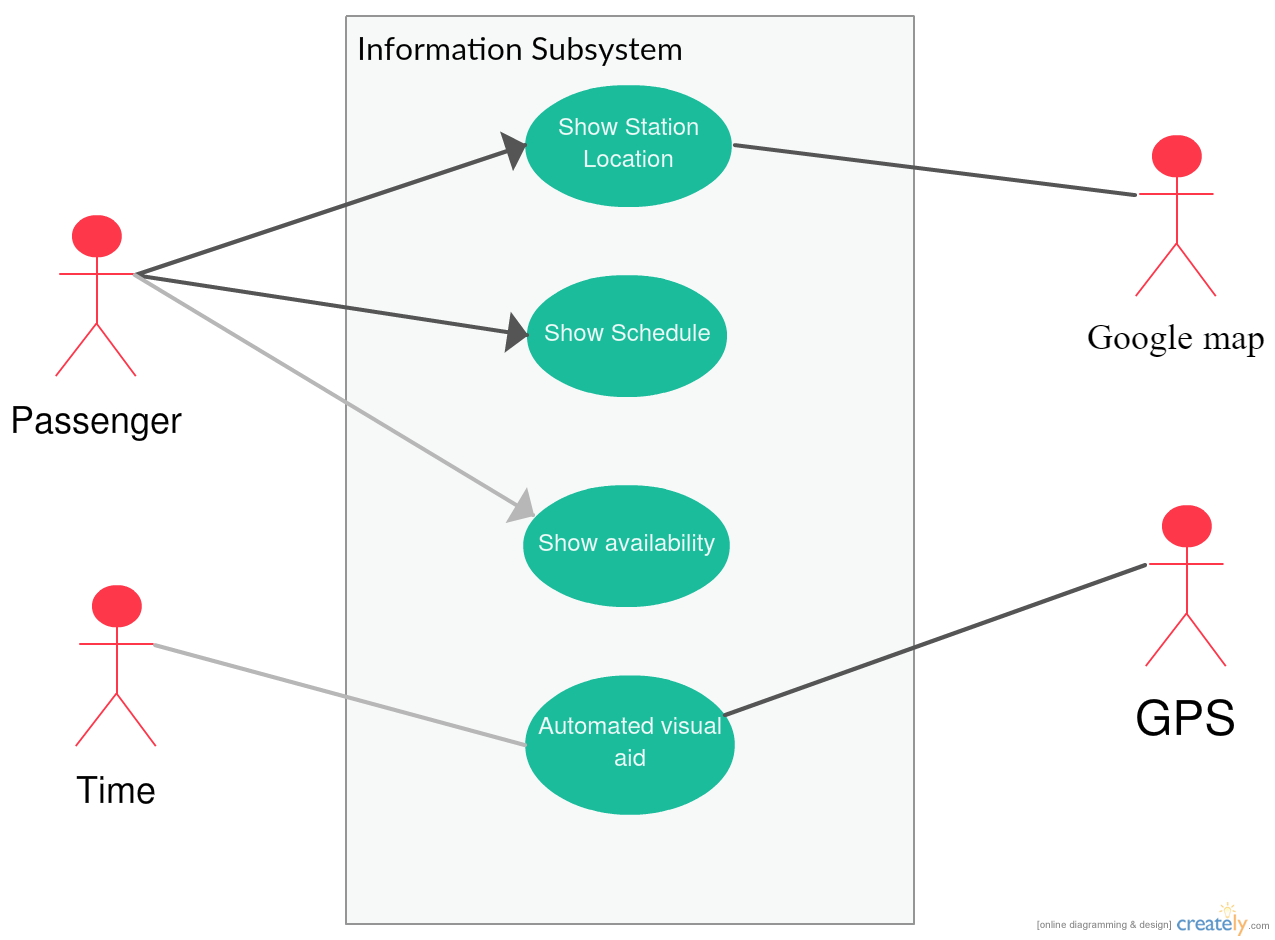 Information Subsystem
Show Station
Location
Show Schedule
Google map
Passenger
Show availability
GPS
Automated visual
aid
Time
[online diagramming & design] creately.com